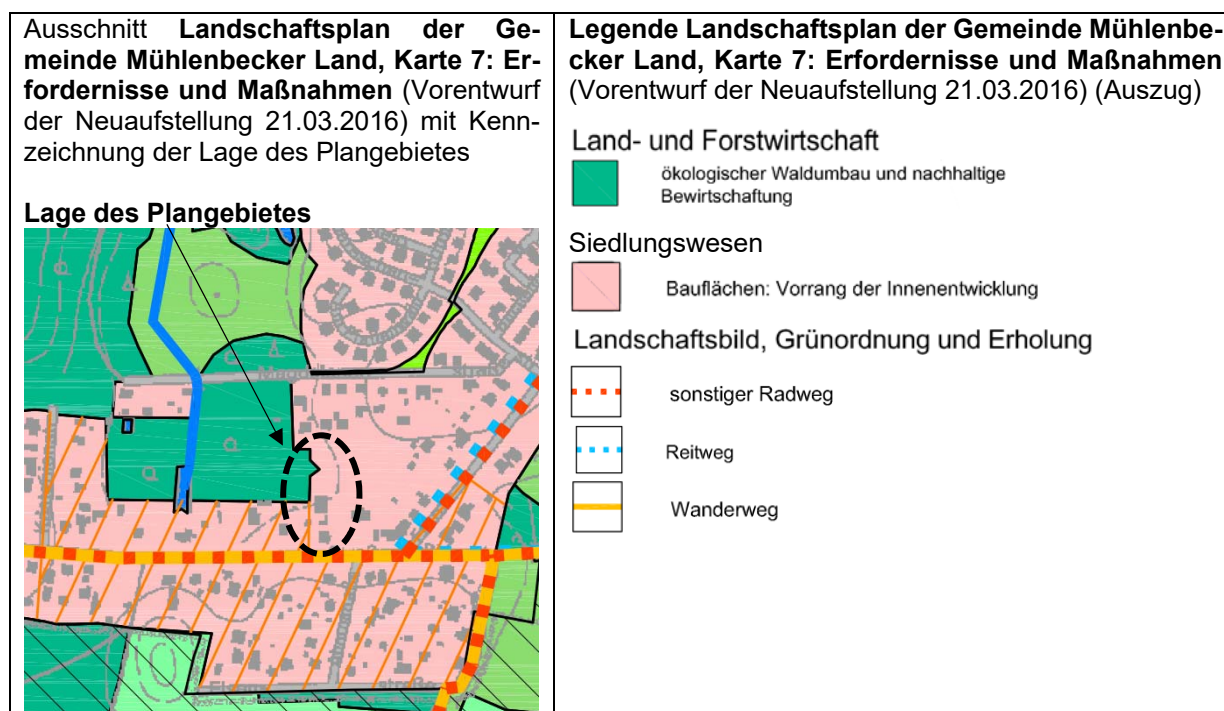 Ausschnitt Landschaftsplan der Ge-
meinde Mühlenbecker Land, Karte 7: Er-
fordernisse und Maßnahmen (Vorentwurf
der Neuaufstellung 21.03.2016) mit Kenn-
zeichnung der Lage des Plangebietes
Lage des Plangebietes
Legende Landschaftsplan der Gemeinde Mühlenbe-
cker Land, Karte 7: Erfordernisse und Maßnahmen
(Vorentwurf der Neuaufstellung 21.03.2016) (Auszug)
Land- und Forstwirtschaft
ökologischer Waldumbau und nachhaltige
Bewirtschaftung
Siedlungswesen
Bauflächen: Vorrang der Innenentwicklung
Landschaftsbild, Grünordnung und Erholung
sonstiger Radweg
Reitweg
Wanderweg